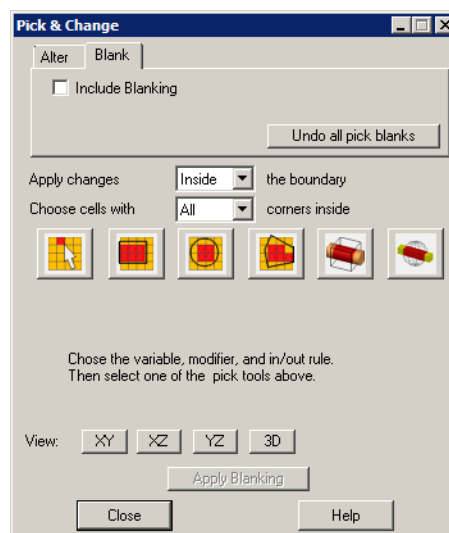 Pick & Change
Alter Blank
Include Blanking
Undo all pick blanks
Apply changes Inside the boundary
Choose cells with All corners inside
Chose the variable, modifier, and in/out rule.
Then select one of the pick tools above.
View: XY XZ YZ 3D
Apply Blanking
Close Help